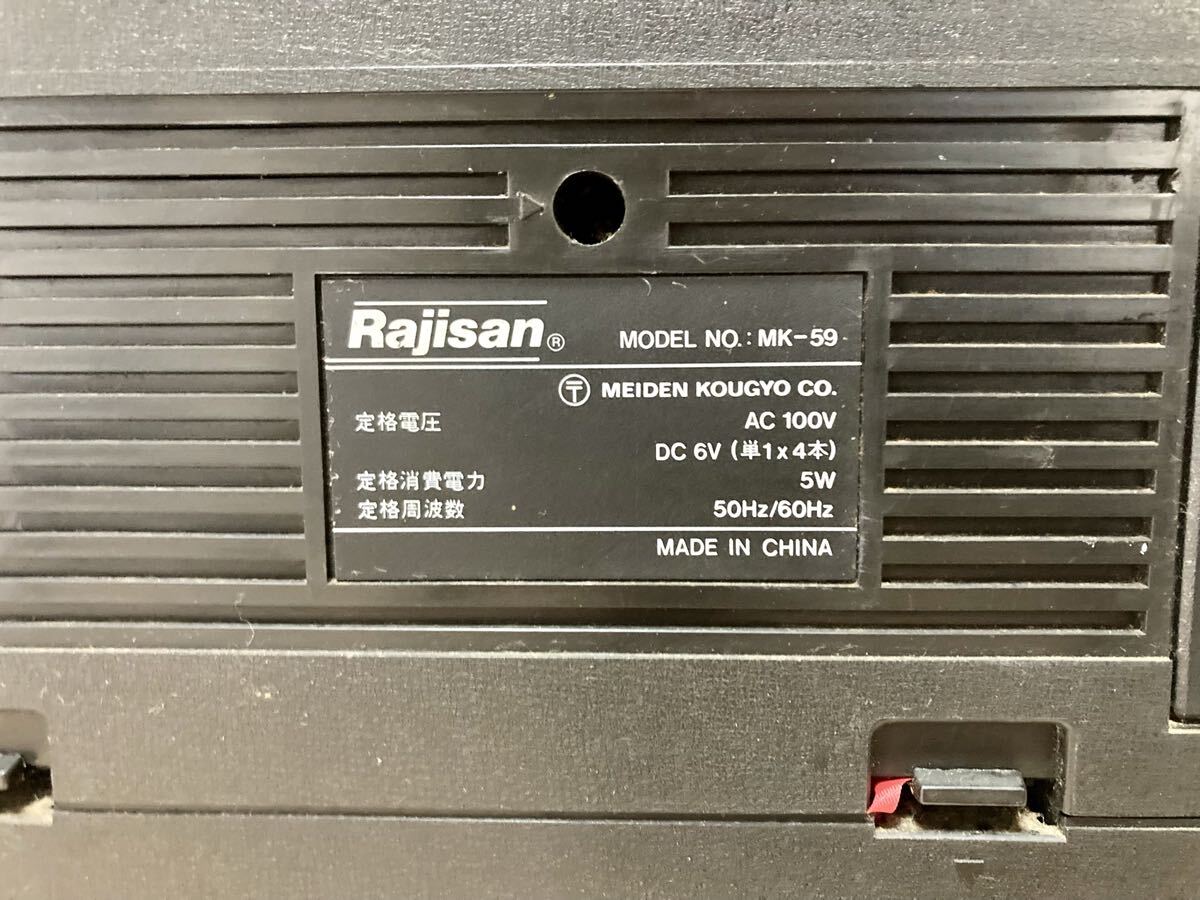 Rajisan® MODEL NO.: MK-59
〒 MEIDEN KOUGYO CO.
定格電圧 AC 100V
DC 6V (単1x4本)
定格消費電力 5W
定格周波数 50Hz/60Hz
MADE IN CHINA